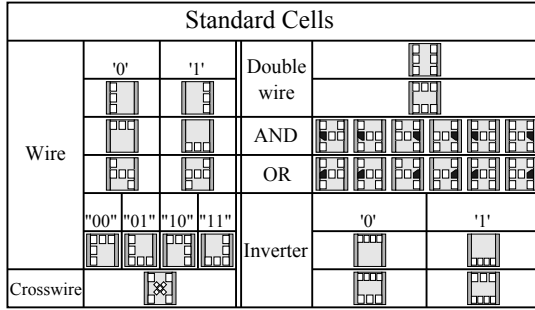 Standard Cells
'0' '1' Double wire
Wire
AND
OR
"00" "01" "10" "11"
Inverter
'0' '1'
Crosswire